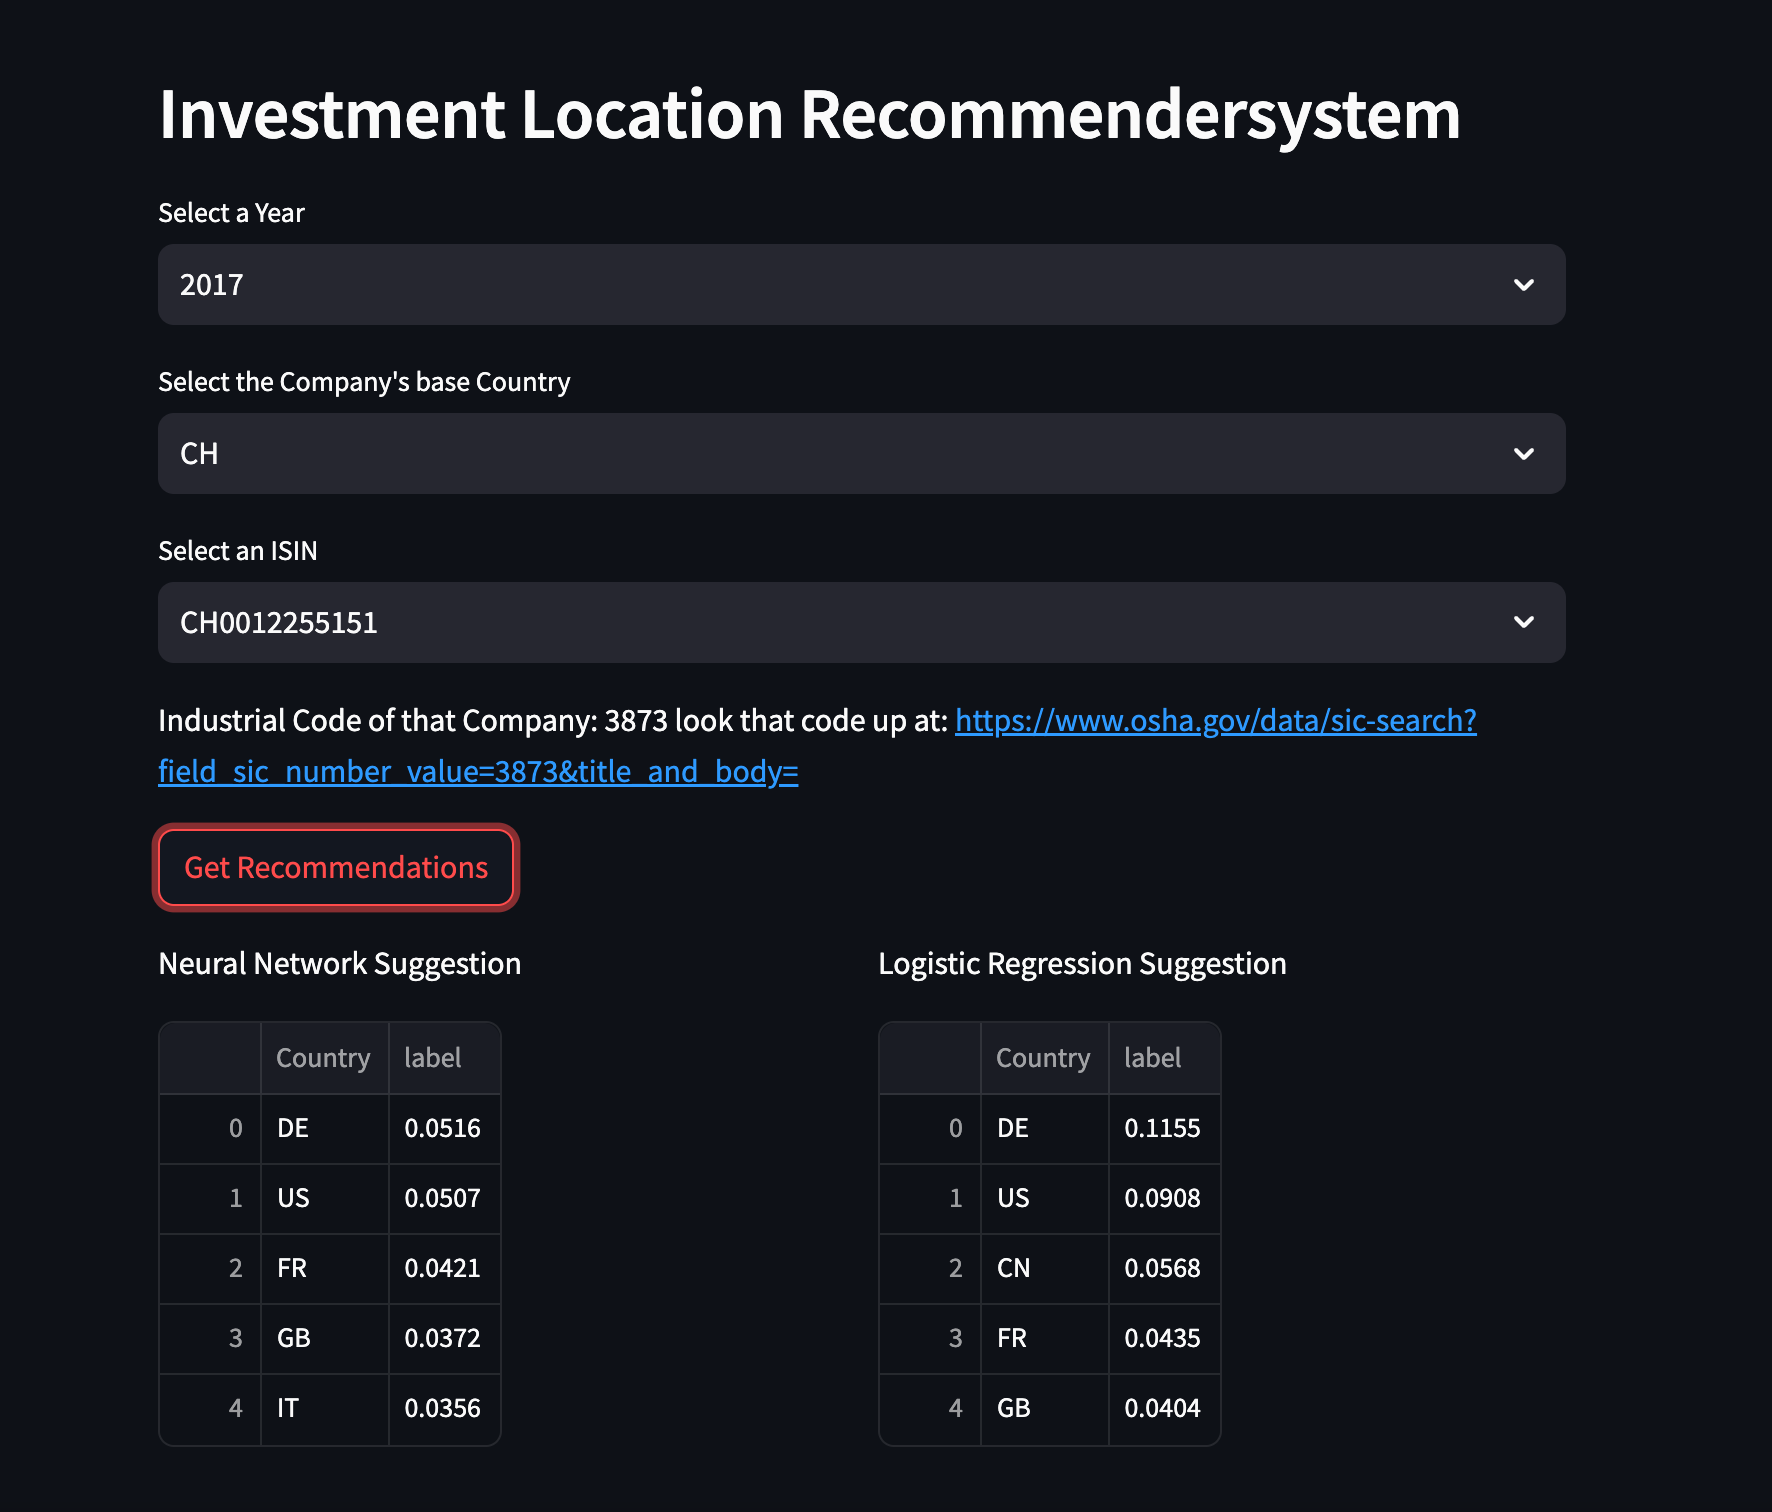 Investment Location Recommendersystem
Select a Year
2017
Select the Company's base Country
CH
Select an ISIN
CH0012255151
Industrial Code of that Company: 3873 look that code up at: https://www.osha.gov/data/sic-search?
field_sic_number_value=3873&title_and_body=
Get Recommendations
Neural Network Suggestion
Country label
0 DE 0.0516
1 US 0.0507
2 FR 0.0421
3 GB 0.0372
4 IT 0.0356
Logistic Regression Suggestion
Country label
0 DE 0.1155
1 US 0.0908
2 CN 0.0568
3 FR 0.0435
4 GB 0.0404